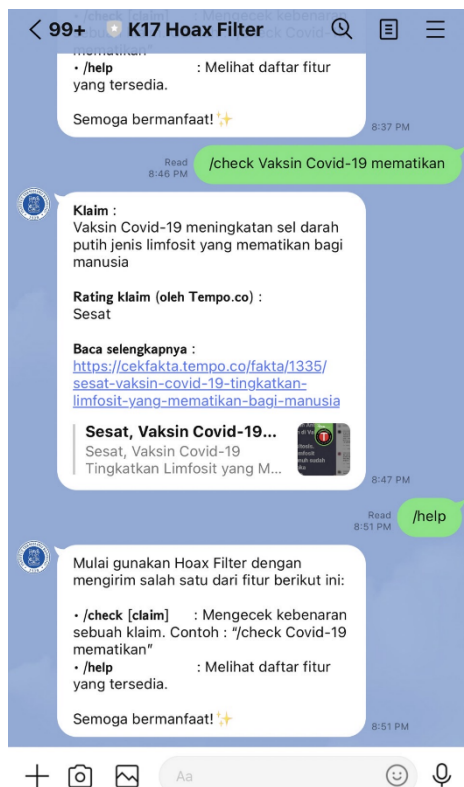 99+ K17 Hoax Filter
• /check [claim] : Mengecek kebenaran
mematikan"
• /help : Melihat daftar fitur
yang tersedia.
Semoga bermanfaat!✨
8:37 PM
Read
8:46 PM
/check Vaksin Covid-19 mematikan
Klaim :
Vaksin Covid-19 meningkatan sel darah
putih jenis limfosit yang mematikan bagi
manusia
Rating klaim (oleh Tempo.co) :
Sesat
Baca selengkapnya :
https://cekfakta.tempo.co/fakta/1335/
sesat-vaksin-covid-19-tingkatkan-
limfosit-yang-mematikan-bagi-manusia
Sesat, Vaksin Covid-19...
Sesat, Vaksin Covid-19
Tingkatkan Limfosit yang M...
8:47 PM
Read
8:51 PM
/help
Mulai gunakan Hoax Filter dengan
mengirim salah satu dari fitur berikut ini:
• /check [claim] : Mengecek kebenaran
sebuah klaim. Contoh : "/check Covid-19
mematikan"
• /help : Melihat daftar fitur
yang tersedia.
Semoga bermanfaat!✨
8:51 PM
Aa